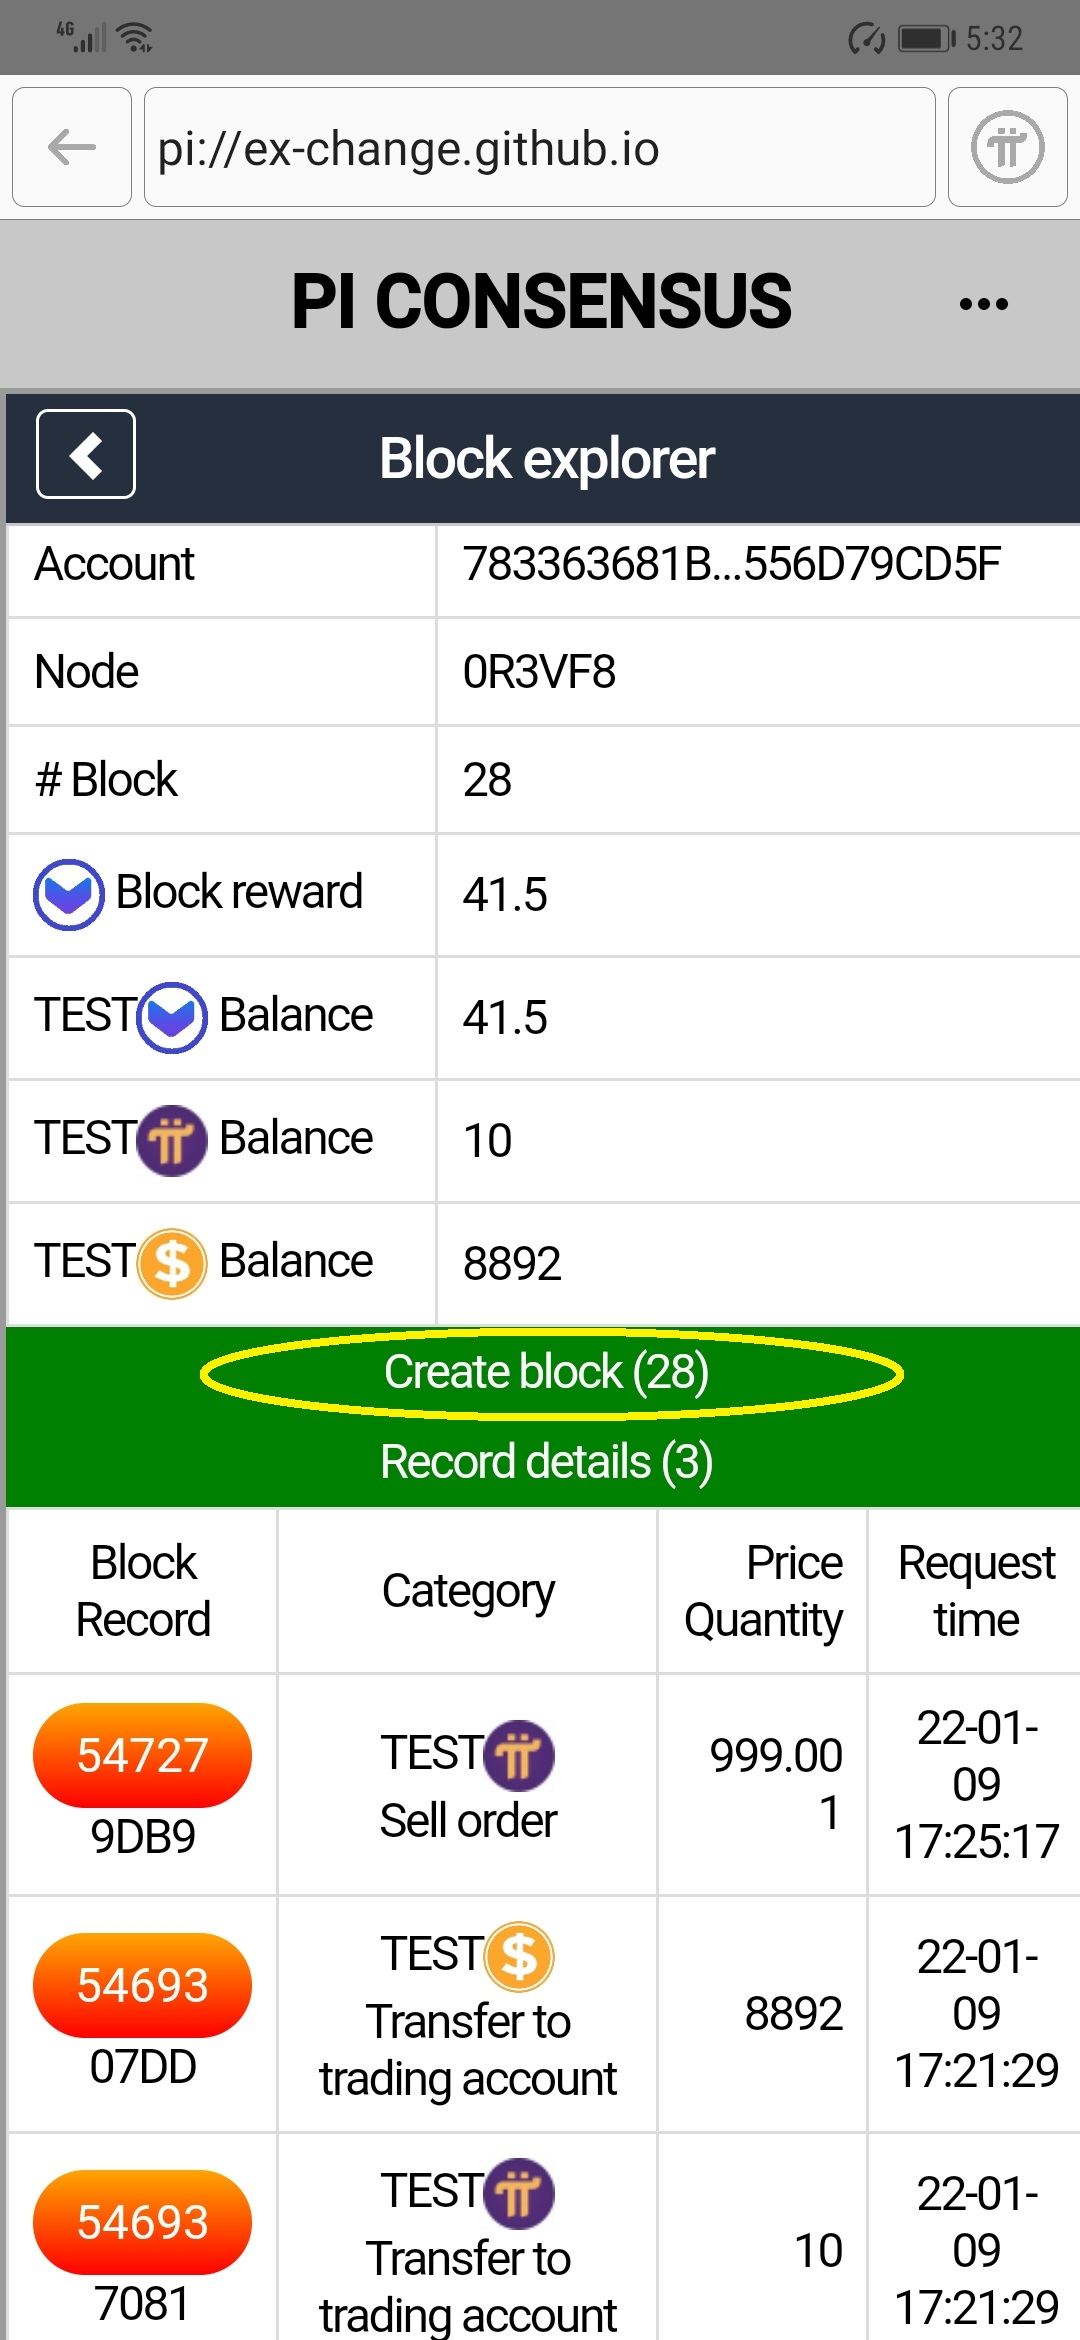 4G 5:32
pi://ex-change.github.io
PI CONSENSUS
Block explorer
Account 783363681B...556D79CD5F
Node 0R3VF8
# Block 28
Block reward 41.5
TEST Balance 41.5
TEST Balance 10
TEST $ Balance 8892
Create block (28)
Record details (3)
Block Record Category Price Quantity Request time
54727 9DB9 TEST Sell order 999.00 1 22-01-09 17:25:17
54693 07DD TEST $ Transfer to trading account 8892 22-01-09 17:21:29
54693 7081 TEST Transfer to trading account 10 22-01-09 17:21:29